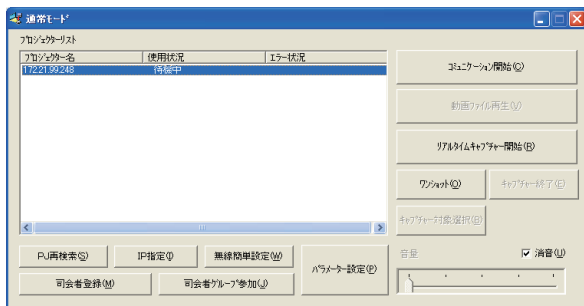 通常ﾓｰﾄﾞ
ﾌﾟﾛｼﾞｪｸﾀｰﾘｽﾄ
ﾌﾟﾛｼﾞｪｸﾀｰ名 使用状況 ｴﾗｰ状況
172.21.99.248 待機中
ｺﾐｭﾆｹｰｼｮﾝ開始(C)
動画ﾌｧｲﾙ再生(V)
ﾘｱﾙﾀｲﾑｷｬﾌﾟﾁｬｰ開始(R)
ﾜﾝｼｮｯﾄ(O) ｷｬﾌﾟﾁｬｰ終了(E)
ｷｬﾌﾟﾁｬｰ対象選択(B)
PJ再検索(S) IP指定(I) 無線簡単設定(W) ﾊﾟﾗﾒｰﾀｰ設定(P) 音量 消音(U)
司会者登録(M) 司会者ｸﾞﾙｰﾌﾟ参加(J)